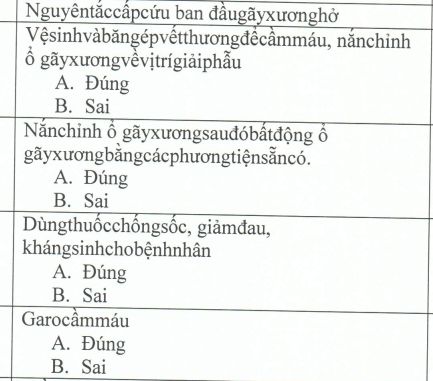 Nguyêntắccấpcứu ban đầugãyxươnghở
Vệsinhvàbăngépvếtthươngđểcầmmáu, nắnchỉnh
ổ gãyxươngvềvịtrígiảiphẫu
A. Đúng
B. Sai
Nắnchỉnh ổ gãyxươngsauđóbấtđộng ổ
gãyxươngbằngcácphươngtiệnsẵncó.
A. Đúng
B. Sai
Dùngthuốcchốngsốc, giảmđau,
khángsinhchobệnhnhân
A. Đúng
B. Sai
Garocầmmáu
A. Đúng
B. Sai